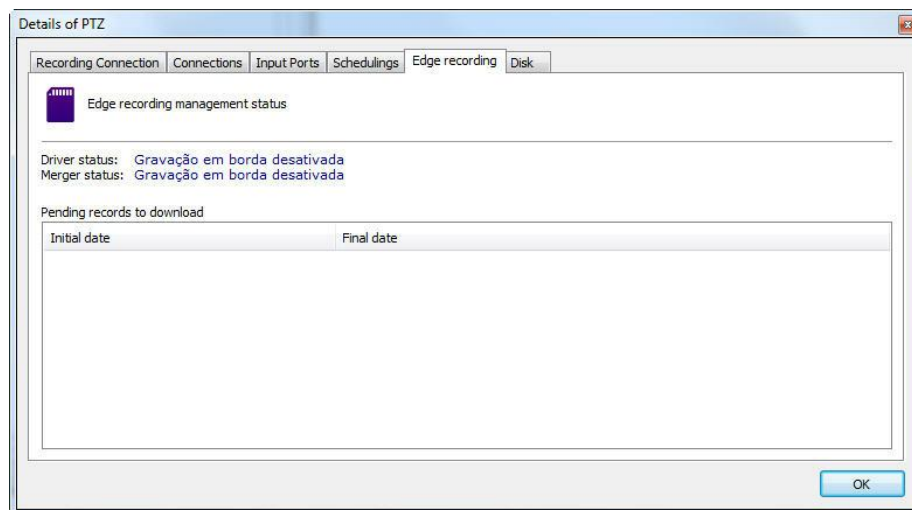 Details of PTZ
Recording Connection Connections Input Ports Schedulings Edge recording Disk
Edge recording management status
Driver status: Gravação em borda desativada
Merger status: Gravação em borda desativada
Pending records to download
Initial date Final date
OK